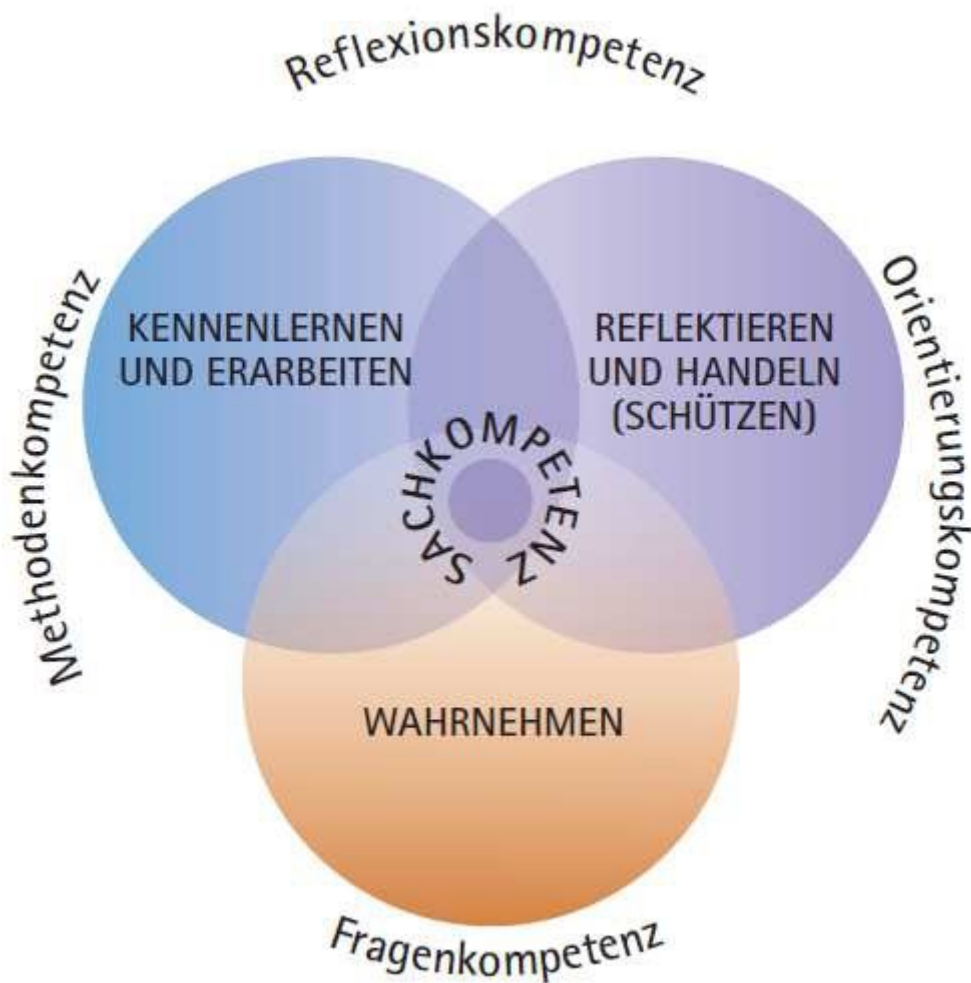 Reflexionskompetenz
Methodenkompetenz
Orientierungskompetenz
KENNENLERNEN
UND ERARBEITEN
REFLEKTIEREN
UND HANDELN
(SCHÜTZEN)
SACHKOMPETENZ
WAHRNEHMEN
Fragenkompetenz